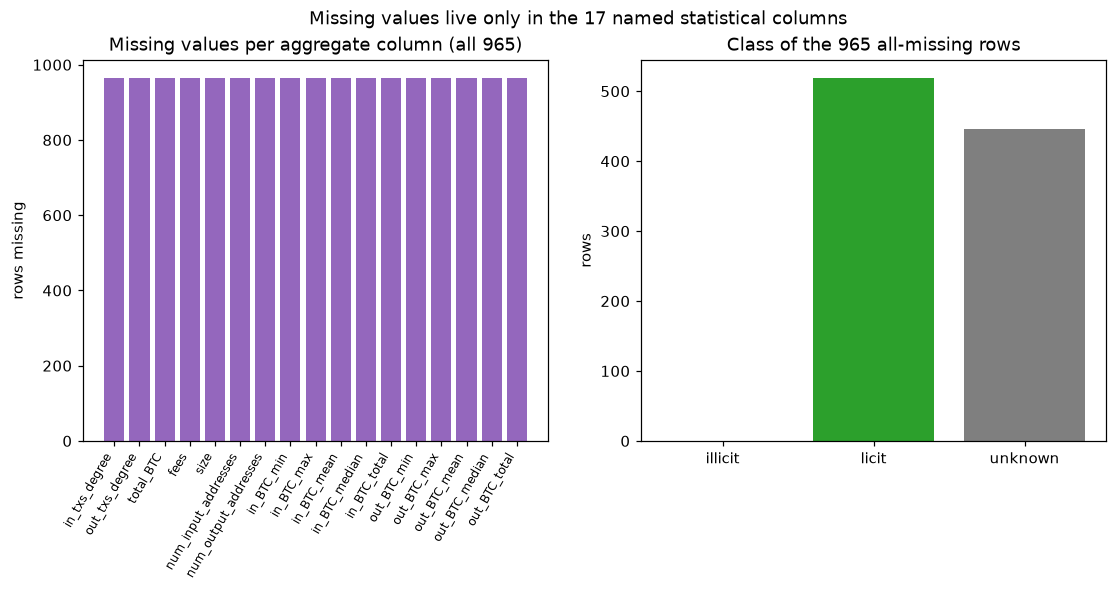 Missing values live only in the 17 named statistical columns
Missing values per aggregate column (all 965)
rows missing
1000
800
600
400
200
0
in_txs_degree
out_txs_degree
total_BTC
fees
size
num_input_addresses
num_output_addresses
in_BTC_min
in_BTC_max
in_BTC_mean
in_BTC_median
in_BTC_total
out_BTC_min
out_BTC_max
out_BTC_mean
out_BTC_median
out_BTC_total
Class of the 965 all-missing rows
rows
500
400
300
200
100
0
illicit
licit
unknown